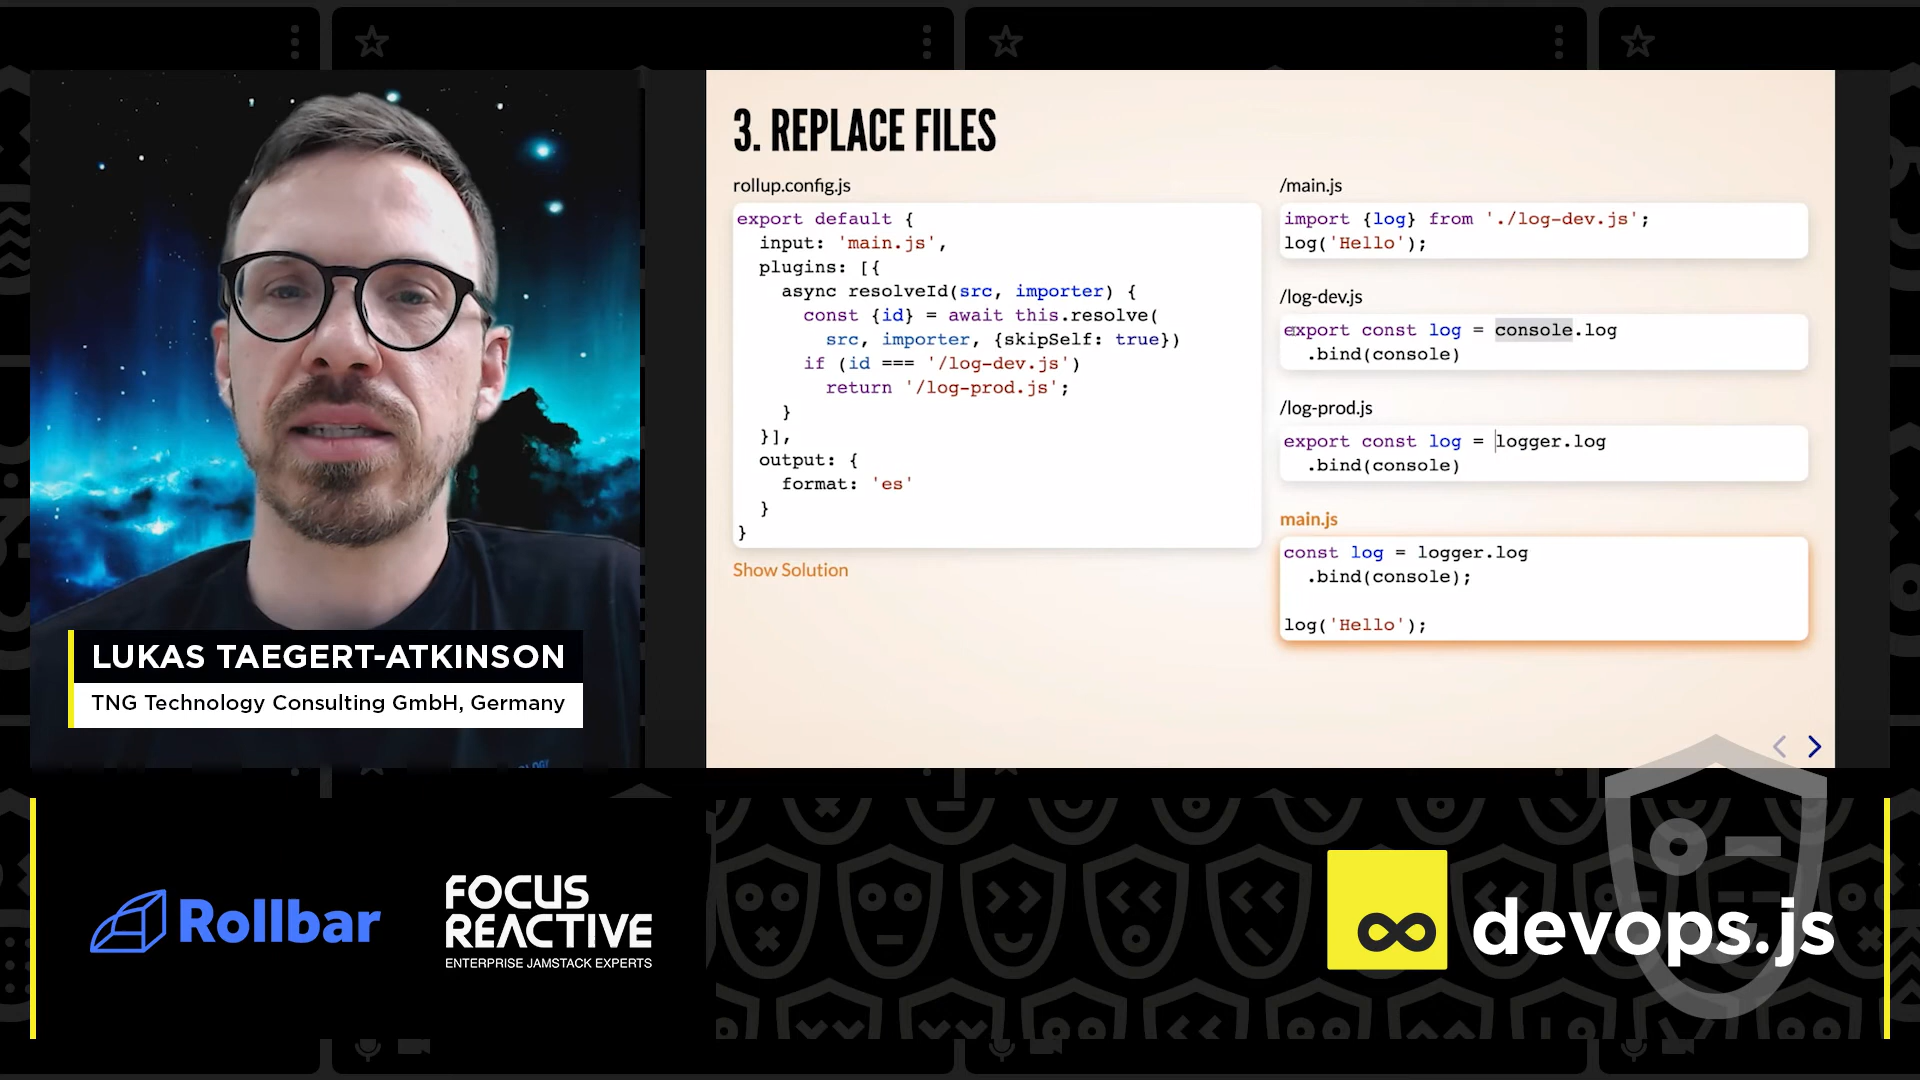 3. REPLACE FILES
rollup.config.js
export default {
  input: 'main.js',
  plugins: [{
    async resolveId(src, importer) {
      const {id} = await this.resolve(
        src, importer, {skipSelf: true})
      if (id === '/log-dev.js')
        return '/log-prod.js';
    }
  }],
  output: {
    format: 'es'
  }
}
Show Solution
/main.js
import {log} from './log-dev.js';
log('Hello');
/log-dev.js
export const log = console.log
  .bind(console)
/log-prod.js
export const log = logger.log
  .bind(console)
main.js
const log = logger.log
  .bind(console);
log('Hello');
LUKAS TAEGERT-ATKINSON
TNG Technology Consulting GmbH, Germany
Rollbar
FOCUS
REACTIVE
ENTERPRISE JAMSTACK EXPERTS
devops.js